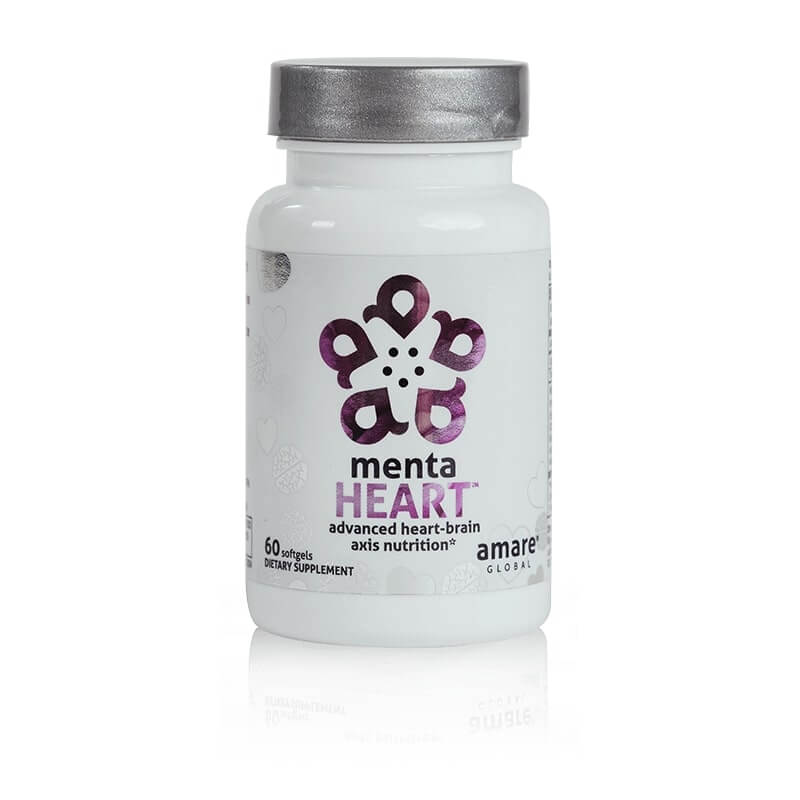 menta
HEART™
advanced heart-brain
axis nutrition☆
60 softgels
DIETARY SUPPLEMENT
amare®
GLOBAL